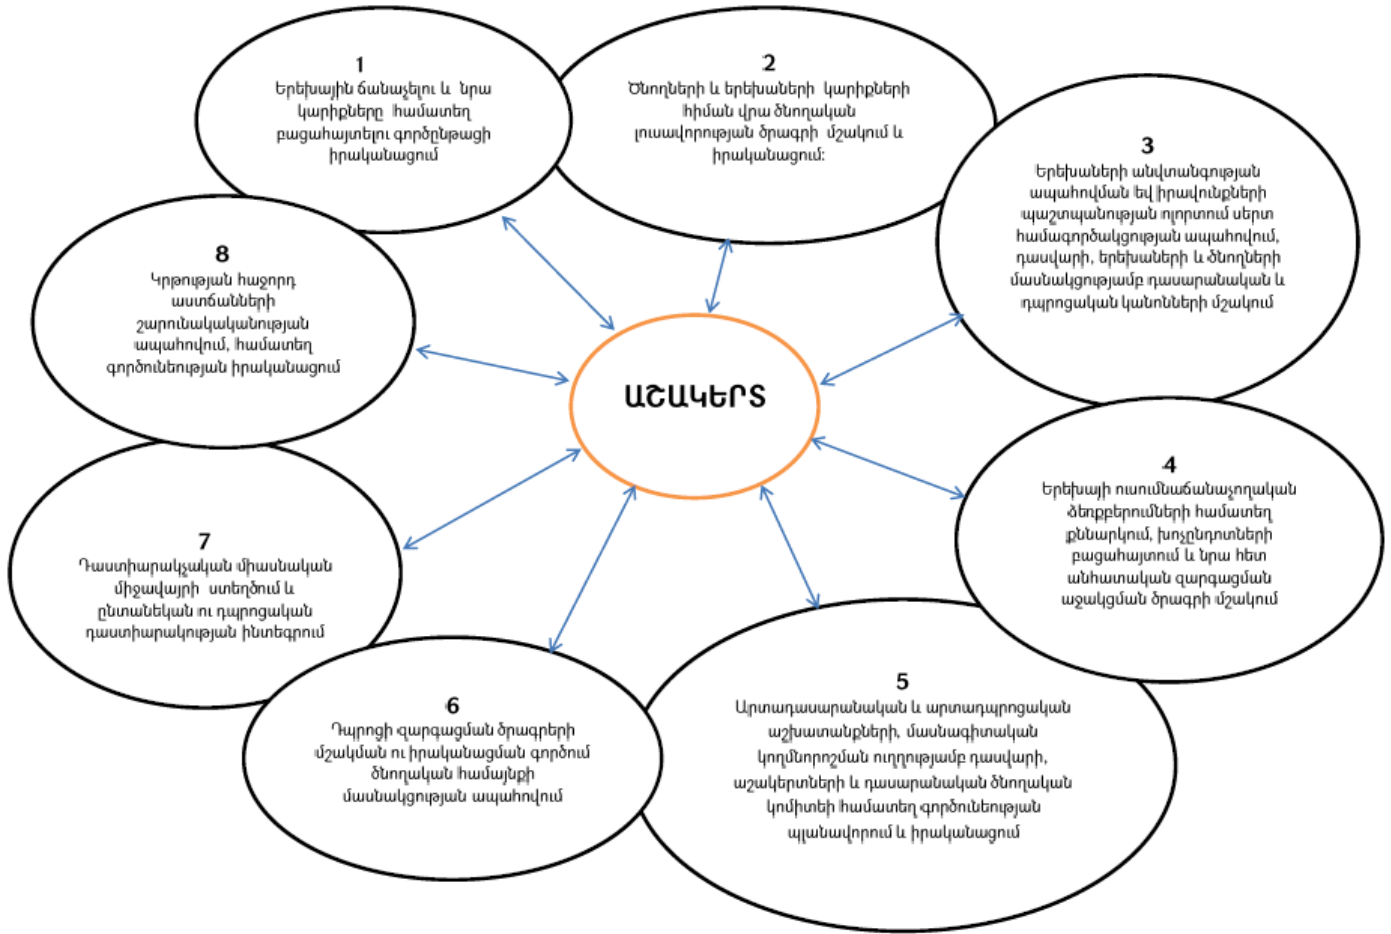 1
Երեխային ճանաչելու և նրա
կարիքները համատեղ
բացահայտելու գործընթացի
իրականացում
2
Ծնողների և երեխաների կարիքների
հիման վրա ծնողական
լուսավորության ծրագրի մշակում և
իրականացում:
3
Երեխաների անվտանգության
ապահովման եվ իրավունքների
պաշտպանության ոլորտում սերտ
համագործակցության ապահովում,
դասվարի, երեխաների և ծնողների
մասնակցությամբ դասարանական և
դպրոցական կանոնների մշակում
4
Երեխայի ուսումնաճանաչողական
ձեռքբերումների համատեղ
քննարկում, խոչընդոտների
բացահայտում և նրա հետ
անհատական զարգացման
աջակցման ծրագրի մշակում
5
Արտադասարանական և արտադպրոցական
աշխատանքների, մասնագիտական
կողմնորոշման ուղղությամբ դասվարի,
աշակերտների և դասարանական ծնողական
կոմիտեի համատեղ գործունեության
պլանավորում և իրականացում
6
Դպրոցի զարգացման ծրագրերի
մշակման ու իրականացման գործում
ծնողական համայնքի
մասնակցության ապահովում
7
Դաստիարակչական միասնական
միջավայրի ստեղծում և
ընտանեկան ու դպրոցական
դաստիարակության ինտեգրում
8
Կրթության հաջորդ
աստճանների
շարունակականության
ապահովում, համատեղ
գործունեության իրականացում
ԱՇԱԿԵՐՏ